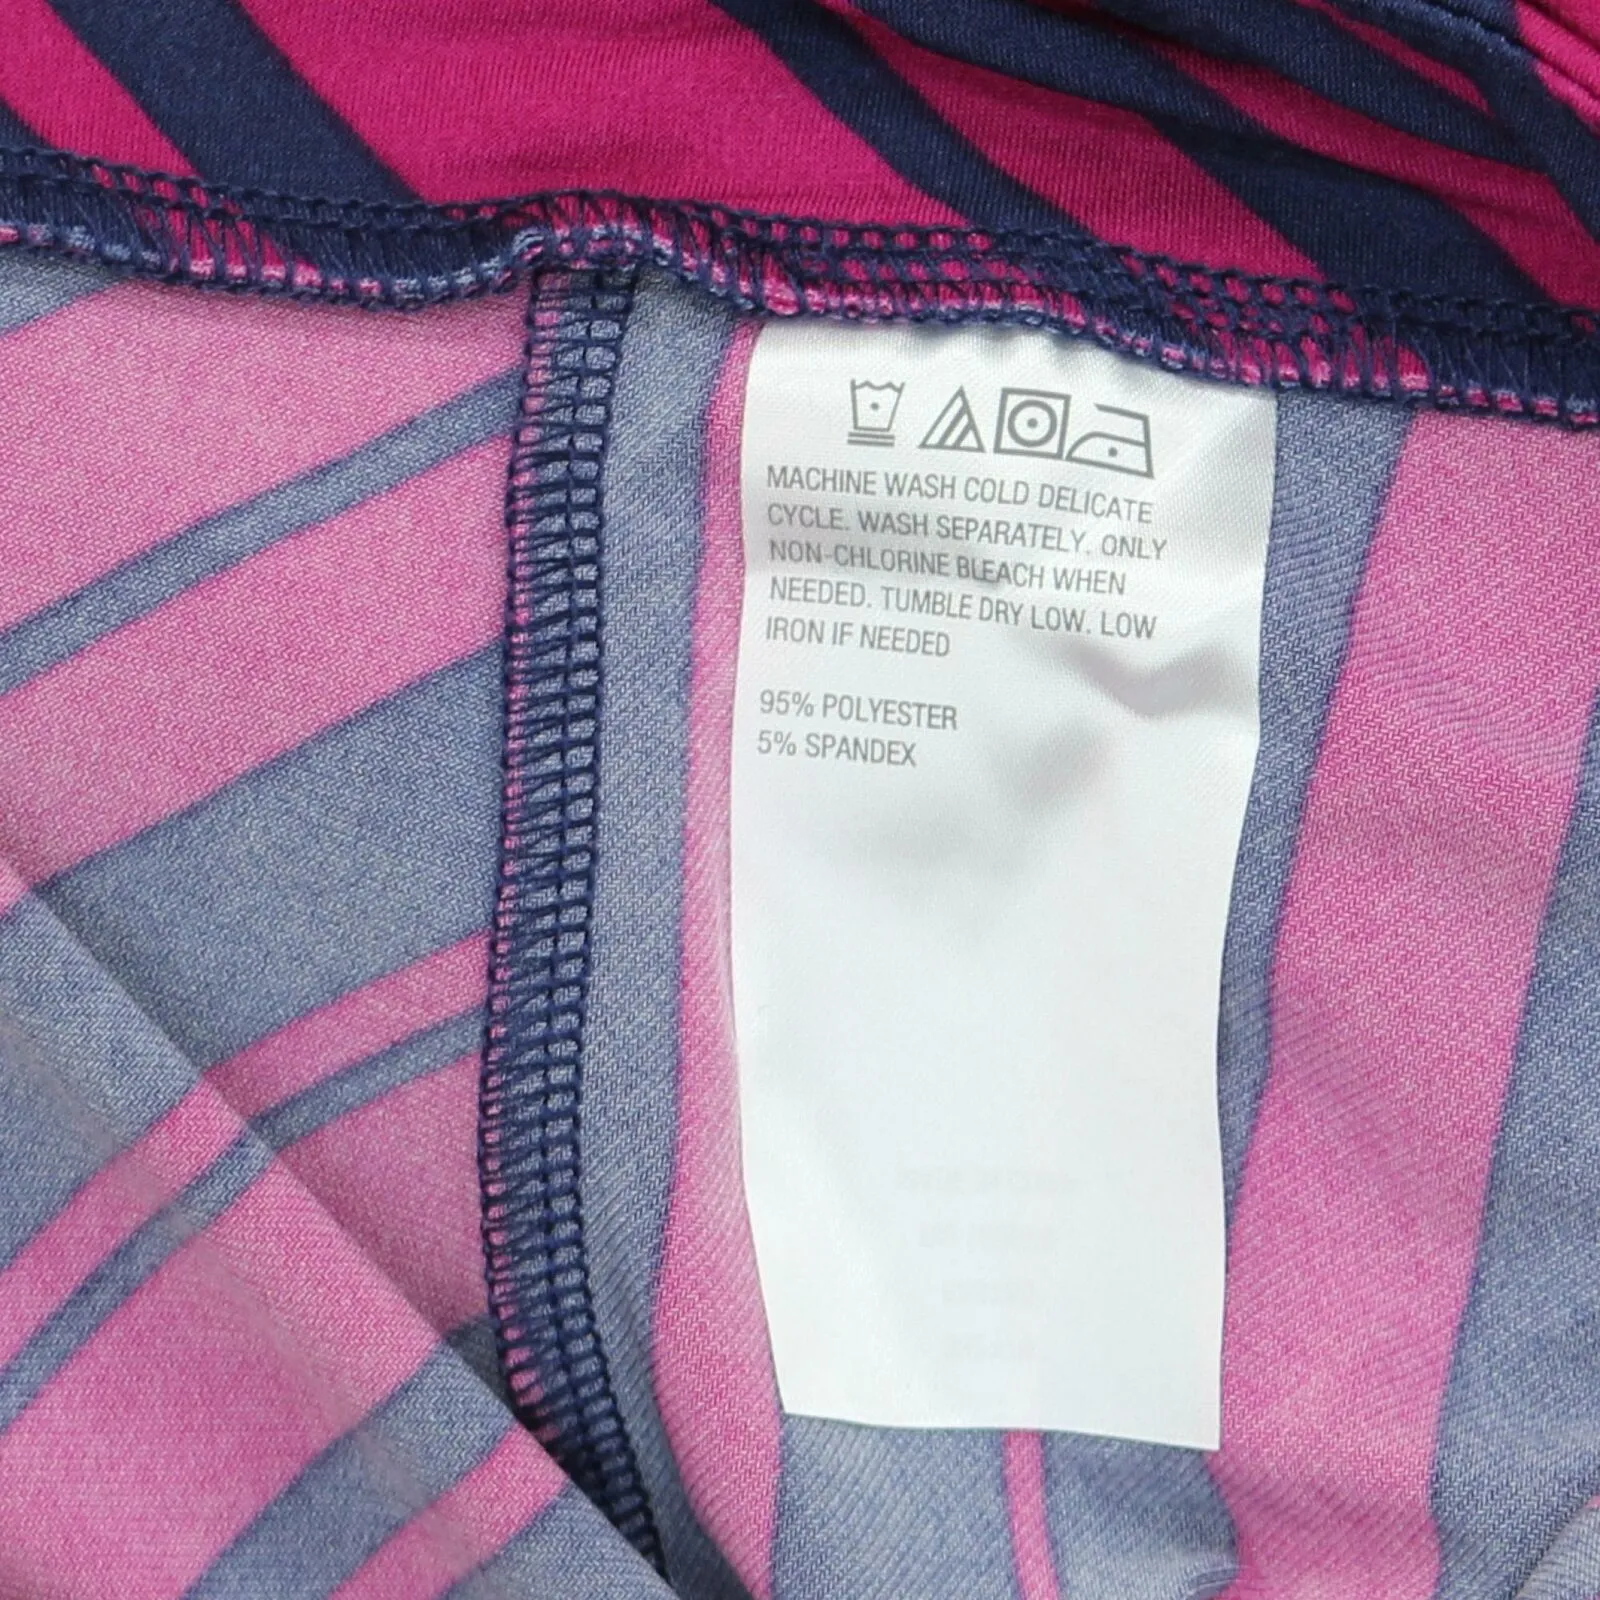 MACHINE WASH COLD DELICATE
CYCLE. WASH SEPARATELY. ONLY
NON-CHLORINE BLEACH WHEN
NEEDED. TUMBLE DRY LOW. LOW
IRON IF NEEDED
95% POLYESTER
5% SPANDEX